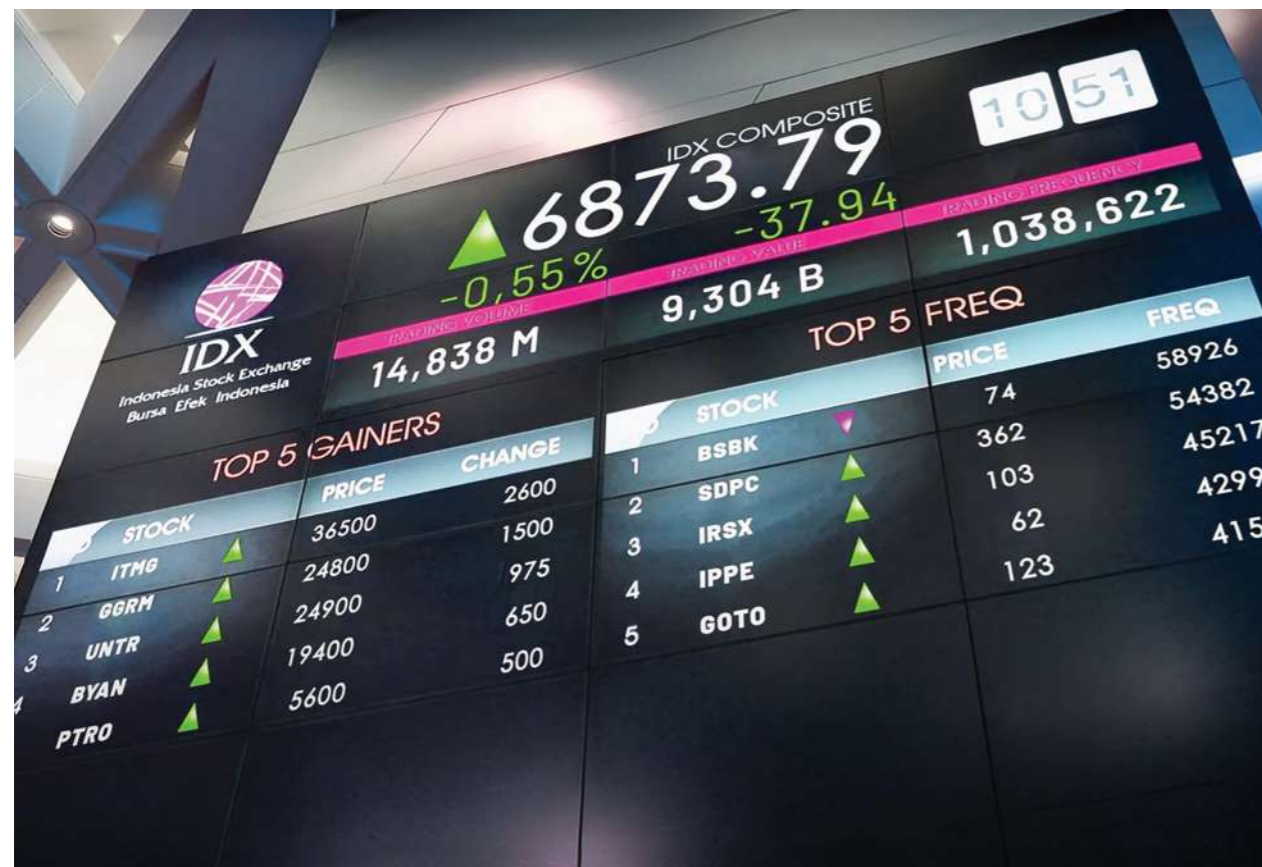 IDX COMPOSITE
6873.79
-0,55% -37.94
10 51
IDX
Indonesia Stock Exchange
Bursa Efek Indonesia
TRADING VOLUME
14,838 M
TRADING VALUE
9,304 B
TRADING FREQUENCY
1,038,622
TOP 5 GAINERS
STOCK PRICE CHANGE
1 ITMG 36500 2600
2 GGRM 24800 1500
3 UNTR 24900 975
4 BYAN 19400 650
PTRO 5600 500
TOP 5 FREQ
STOCK PRICE FREQ
1 BSBK 74 58926
2 SDPC 362 54382
3 IRSX 103 45217
4 IPPE 62 4299
5 GOTO 123 415